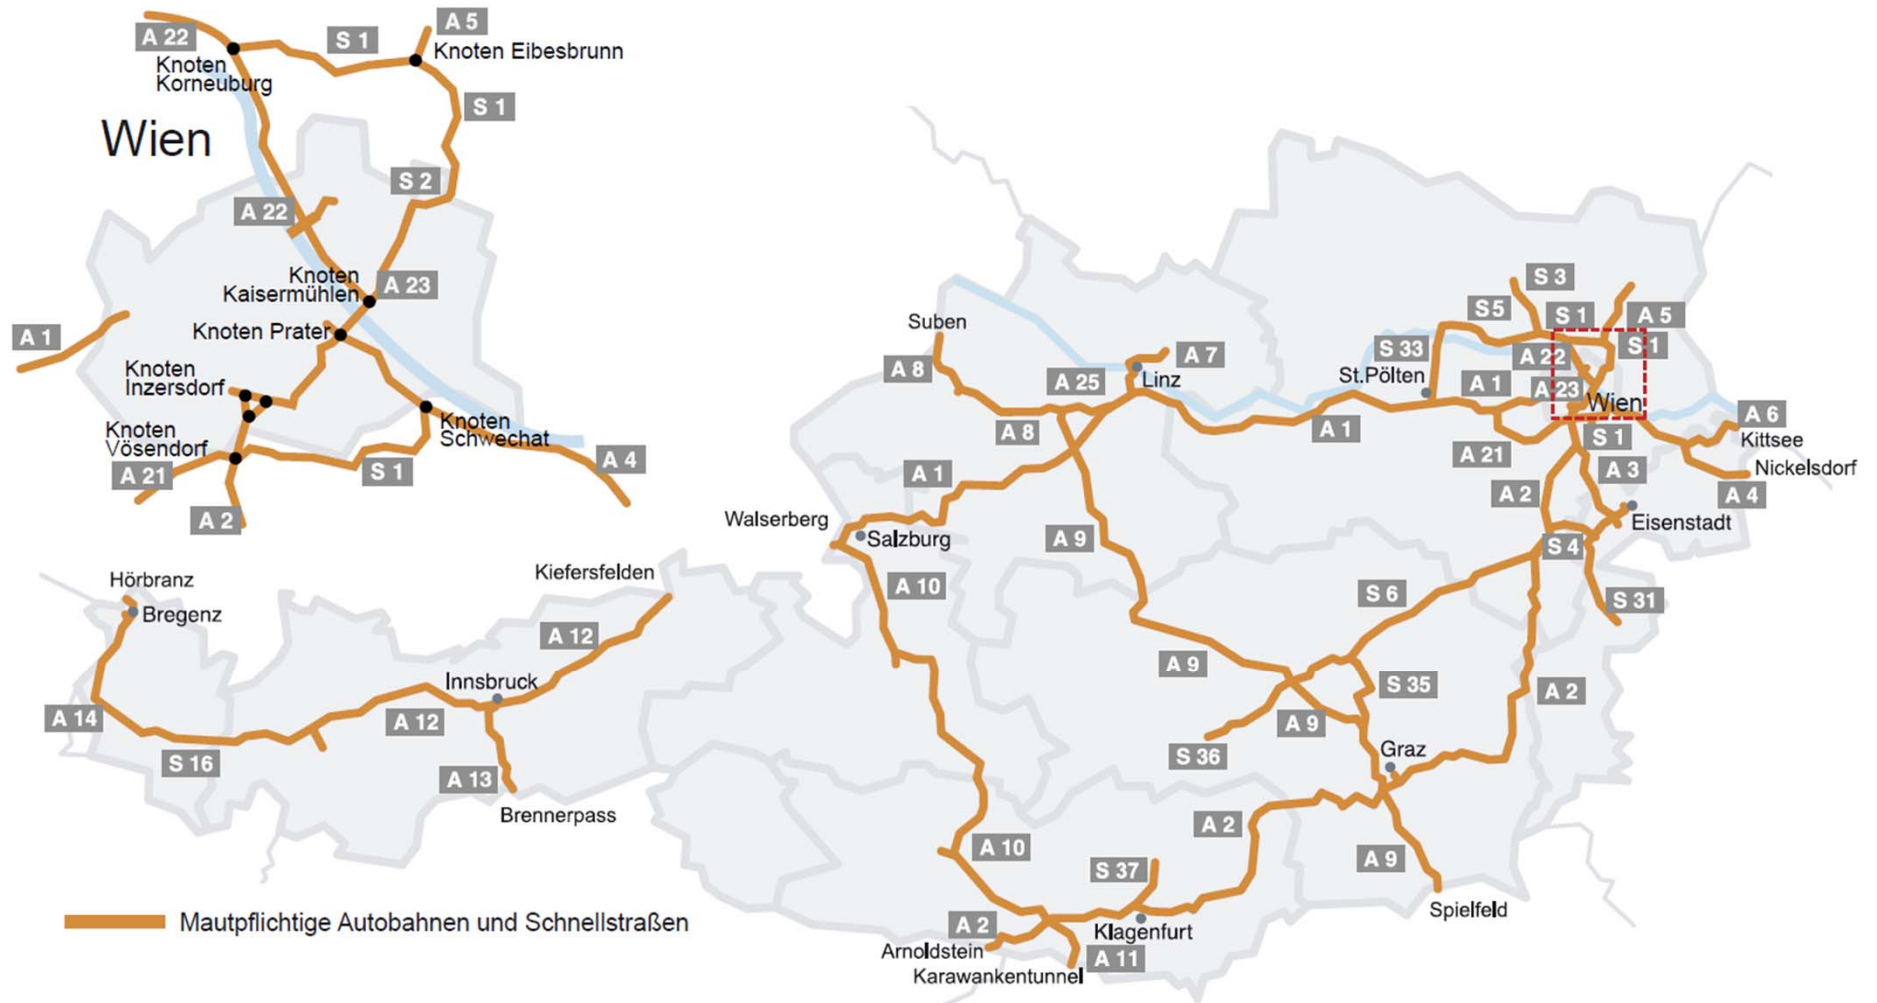 A 22
S 1
A 5
Knoten Eibesbrunn
Knoten
Korneuburg
S 1
Wien
S 2
A 22
Knoten
Kaisermühlen
A 23
Knoten Prater
A 1
Knoten
Inzersdorf
Knoten
Vösendorf
Knoten
Schwechat
A 21
S 1
A 4
A 2
Hörbranz
Bregenz
Kiefersfelden
A 12
Innsbruck
A 14
A 12
S 16
A 13
Brennerpass
Mautpflichtige Autobahnen und Schnellstraßen
S 3
S5
S 1
A 5
Suben
S 33
A 22
S 1
A 7
A 8
A 25
Linz
St.Pölten
A 1
A 23
Wien
A 8
A 1
A 21
S 1
A 6
Kittsee
Nickelsdorf
A 1
A 3
A 2
A 4
Walserberg
Salzburg
A 9
Eisenstadt
S 4
A 10
S 6
S 31
A 9
S 35
A 2
A 9
S 36
Graz
A 10
A 2
S 37
A 9
Spielfeld
A 2
Klagenfurt
Arnoldstein
A 11
Karawankentunnel